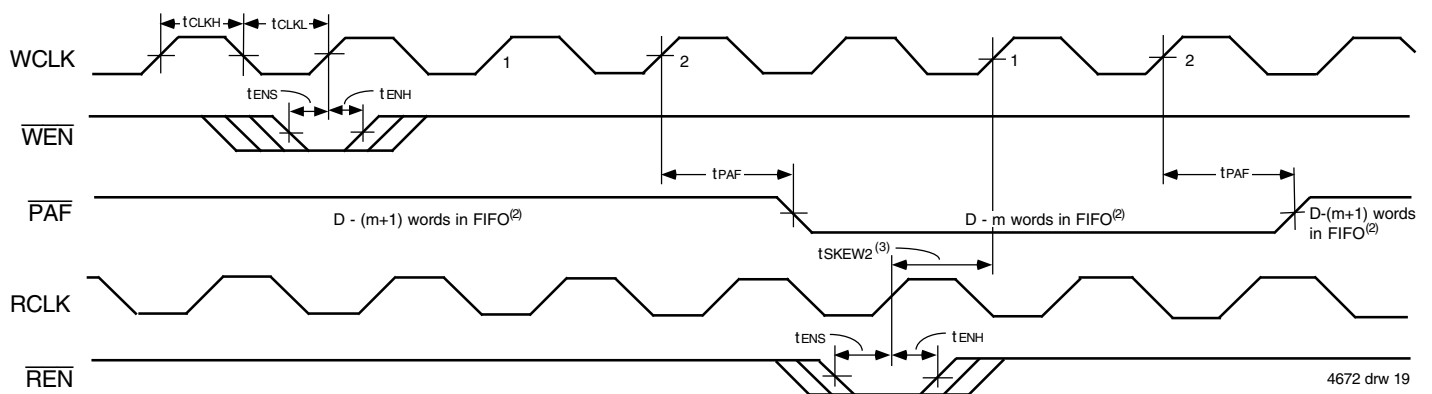 tCLKH
tCLKL
WCLK
1
2
1
2
tENS
tENH
WEN
tPAF
tPAF
PAF
D - (m+1) words in FIFO(2)
D - m words in FIFO(2)
D-(m+1) words
in FIFO(2)
tSKEW2(3)
RCLK
tENS
tENH
REN
4672 drw 19